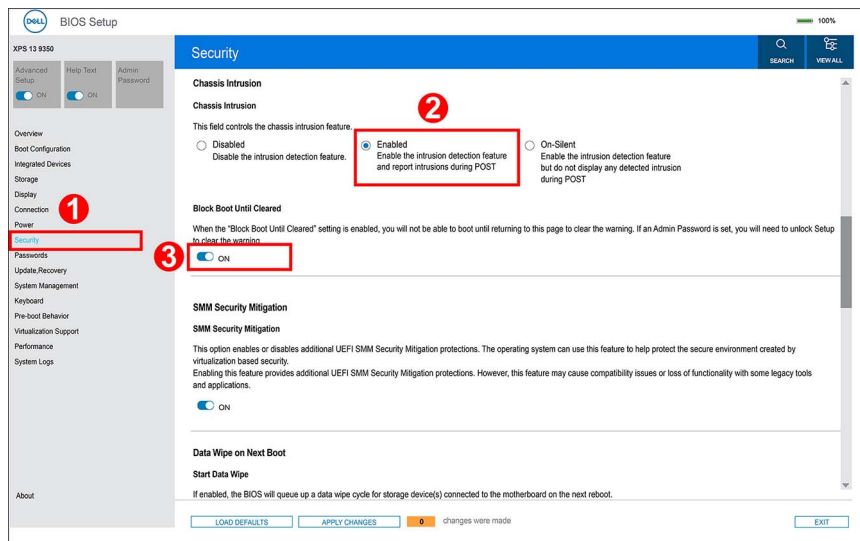 DELL
BIOS Setup
100%
XPS 13 9350
Advanced Setup
ON
Help Text
ON
Admin Password
Overview
Boot Configuration
Integrated Devices
Storage
Display
Connection
Power
Security
Passwords
Update,Recovery
System Management
Keyboard
Pre-boot Behavior
Virtualization Support
Performance
System Logs
About
1
Security
SEARCH
VIEW ALL
Chassis Intrusion
Chassis Intrusion
2
This field controls the chassis intrusion feature.
Disabled
Disable the intrusion detection feature.
Enabled
Enable the intrusion detection feature
and report intrusions during POST
On-Silent
Enable the intrusion detection feature
but do not display any detected intrusion
during POST
Block Boot Until Cleared
When the "Block Boot Until Cleared" setting is enabled, you will not be able to boot until returning to this page to clear the warning. If an Admin Password is set, you will need to unlock Setup
to clear the warning.
3
ON
SMM Security Mitigation
SMM Security Mitigation
This option enables or disables additional UEFI SMM Security Mitigation protections. The operating system can use this feature to help protect the secure environment created by
virtualization based security.
Enabling this feature provides additional UEFI SMM Security Mitigation protections. However, this feature may cause compatibility issues or loss of functionality with some legacy tools
and applications.
ON
Data Wipe on Next Boot
Start Data Wipe
If enabled, the BIOS will queue up a data wipe cycle for storage device(s) connected to the motherboard on the next reboot.
LOAD DEFAULTS
APPLY CHANGES
0
changes were made
EXIT